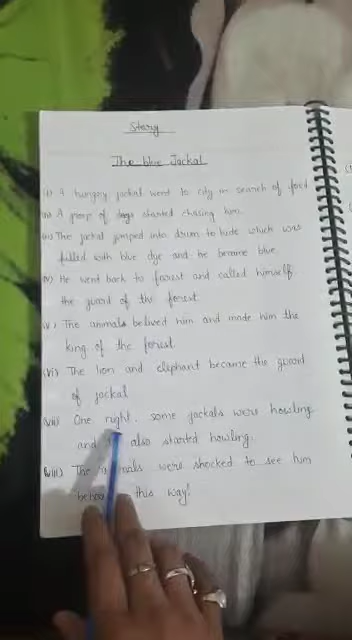 Story
The blue Jackal
(i) A hungry jackal went to city in search of food
(ii) A group of dogs started chasing him.
(iii) The jackal jumped into drum to hide which was
filled with blue dye and he became blue.
(iv) He went back to forest and called himself
the guard of the forest
(v) The animals belived him and made him the
king of the forest
(vi) The lion and elephant became the guard
of jackal
(vii) One night, some jackals were howling
and also started howling.
(viii) The were shocked to see him
this way!